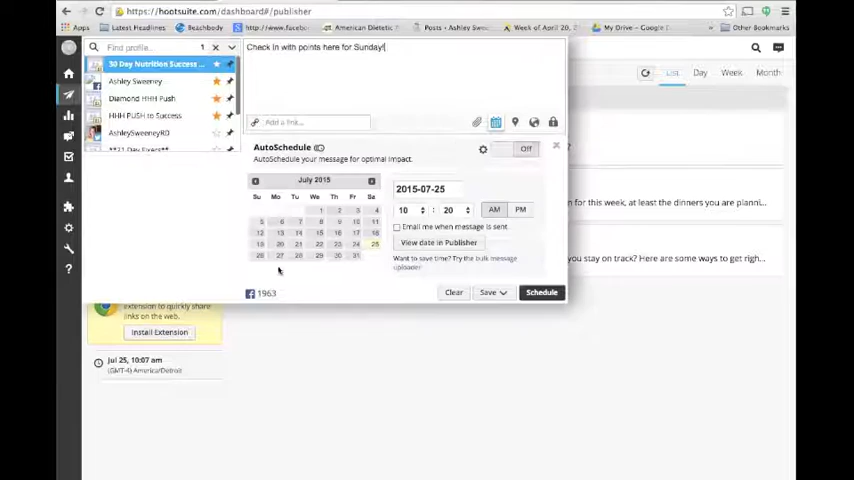 https://hootsuite.com/dashboard#/publisher
Apps
Latest Headlines
Beachbody
http://www.facebo
American Dietetic
Posts ‹ Ashley Swee
Week of April 20,
My Drive – Google
Other Bookmarks
Find profile...
1
Check in with points here for Sunday!
30 Day Nutrition Success ...
Ashley Sweeney
Diamond HHH Push
HHH PUSH to Success
AshleySweeneyRD
**21 Day Fixers**
Add a link...
List
Day
Week
Month
AutoSchedule
AutoSchedule your message for optimal impact.
Off
July 2015
Su Mo Tu We Th Fr Sa
1 2 3 4
5 6 7 8 9 10 11
12 13 14 15 16 17 18
19 20 21 22 23 24 25
26 27 28 29 30 31
2015-07-25
10 : 20 AM PM
Email me when message is sent
View date in Publisher
Want to save time? Try the bulk message
uploader
n for this week, at least the dinners you are planni...
you stay on track? Here are some ways to get righ...
1963
Clear
Save
Schedule
extension to quickly share
links on the web.
Install Extension
Jul 25, 10:07 am
(GMT-4) America/Detroit